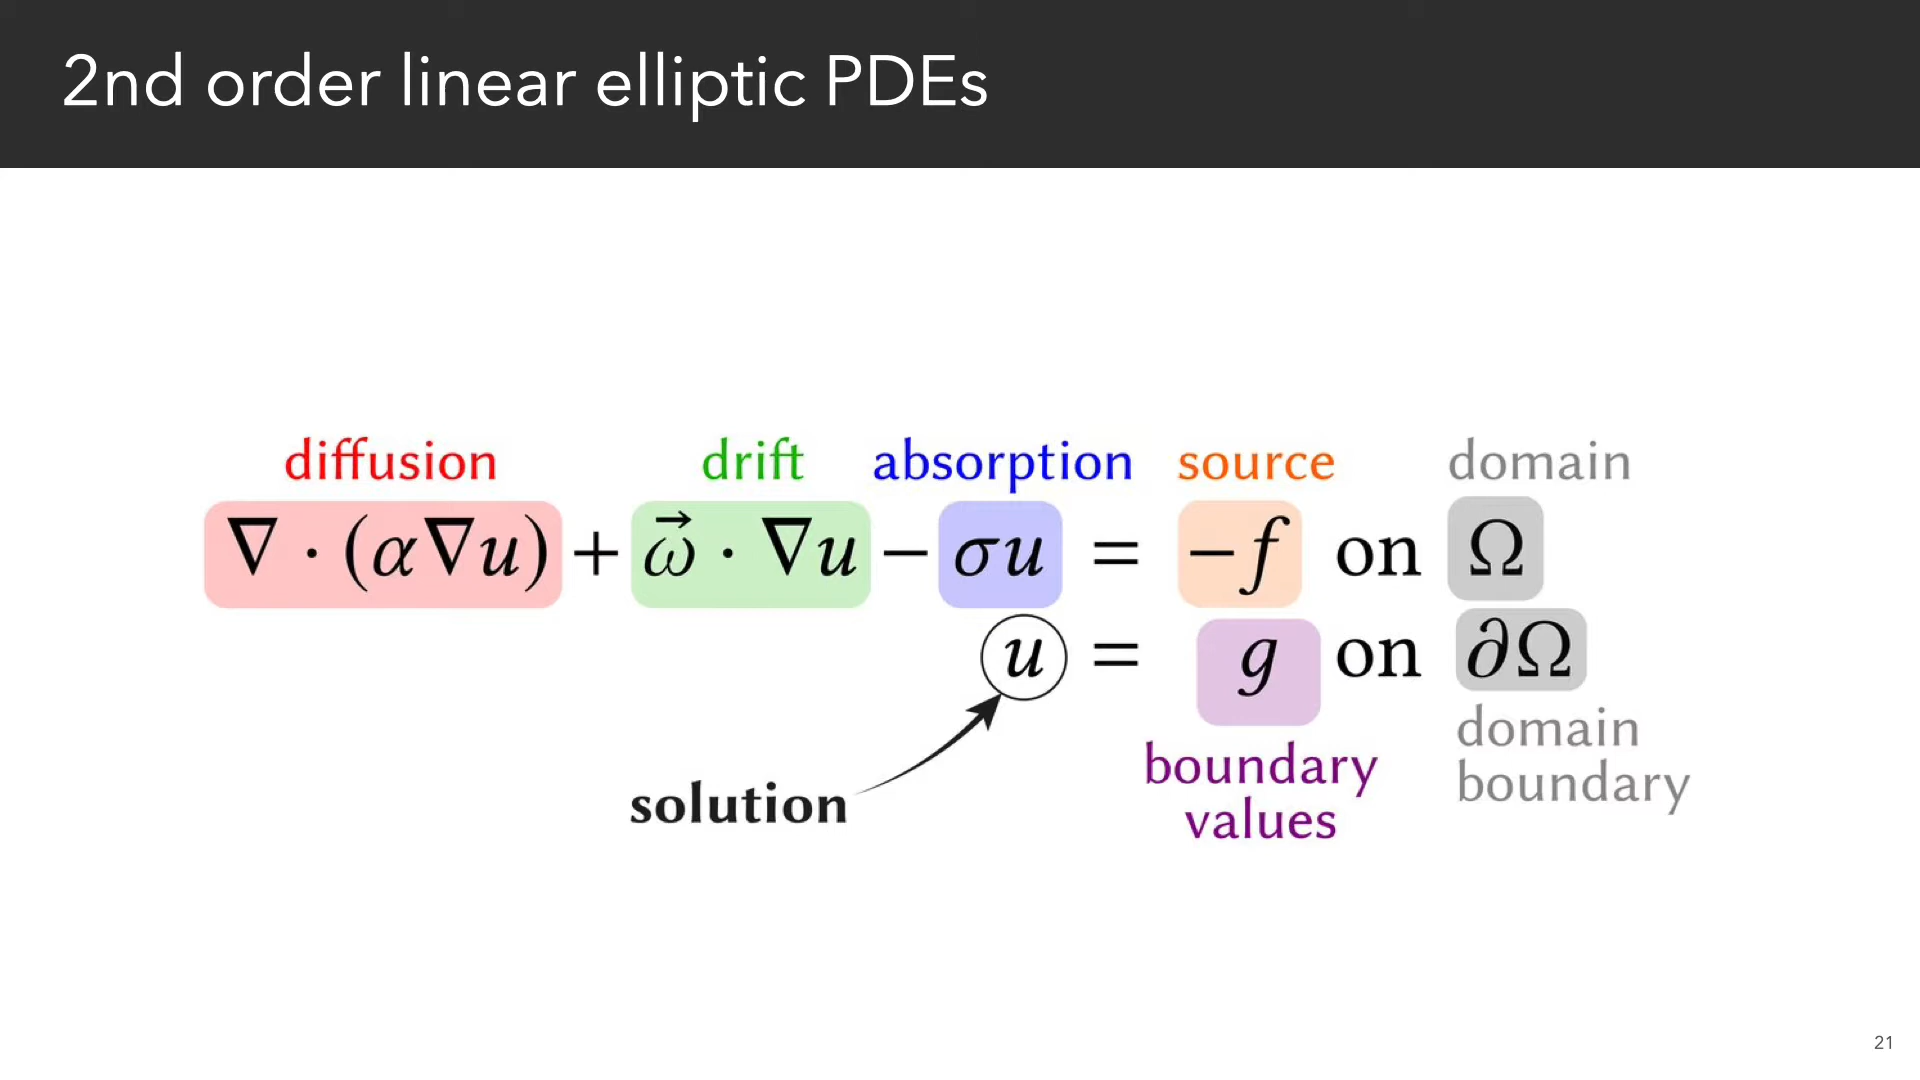 2nd order linear elliptic PDEs
diffusion drift absorption source domain
∇ · (α∇u) + ω⃗ · ∇u − σu = −f on Ω
u = g on ∂Ω
solution
boundary
values
domain
boundary
21